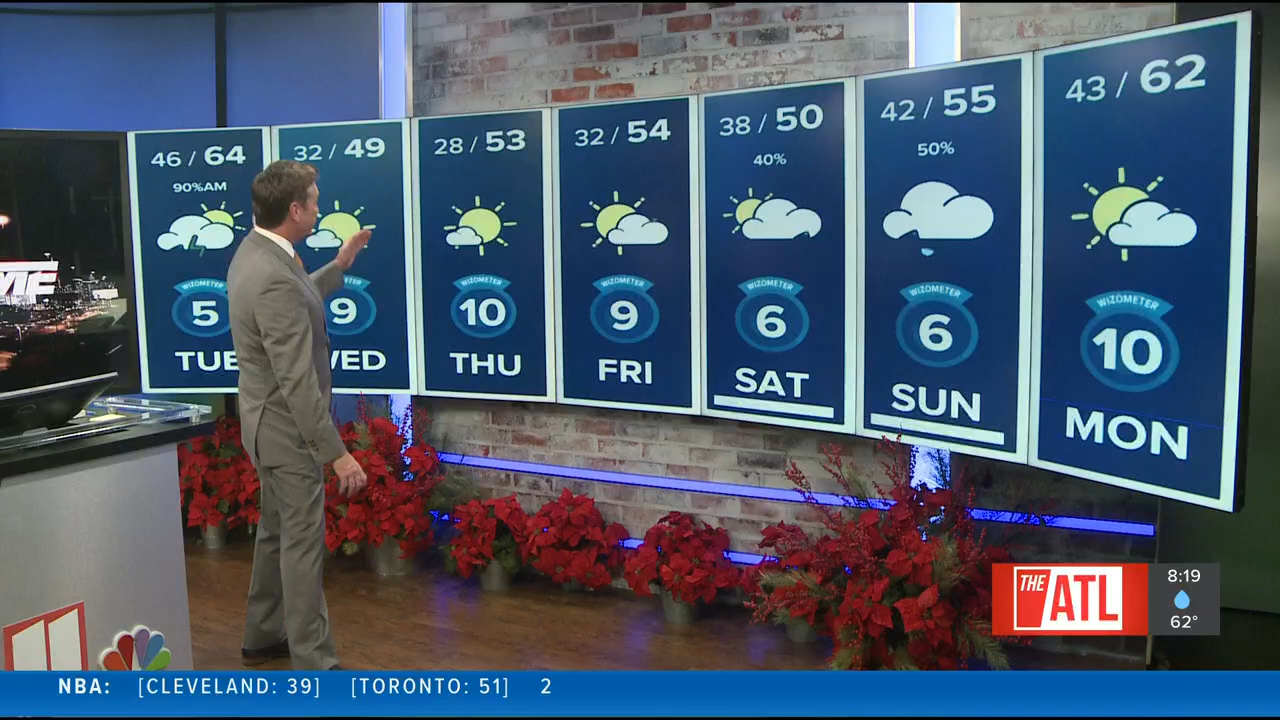 46 / 64
90%AM
5
TUE
32 / 49
9
WED
28 / 53
WIZOMETER
10
THU
32 / 54
WIZOMETER
9
FRI
38 / 50
40%
WIZOMETER
6
SAT
42 / 55
50%
WIZOMETER
6
SUN
43 / 62
WIZOMETER
10
MON
WIZOMETER
THE ATL
8:19
62°
11
NBA: [CLEVELAND: 39] [TORONTO: 51] 2